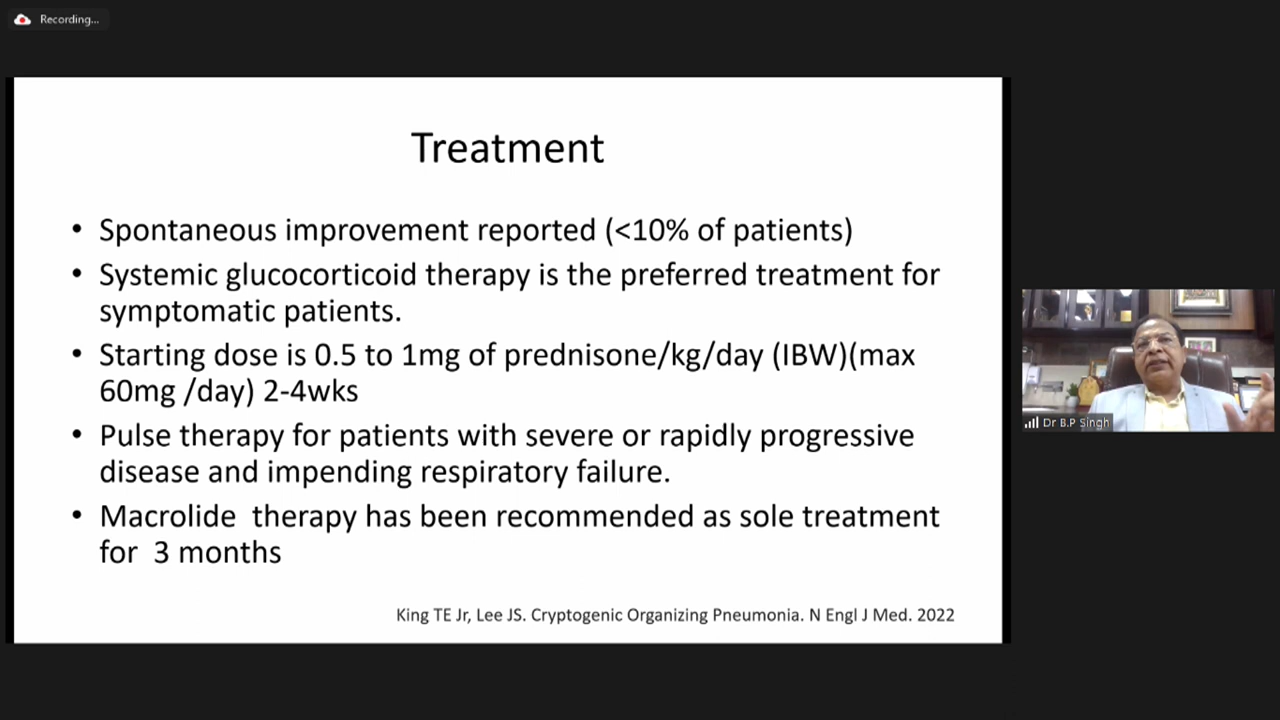 Recording...
Treatment
• Spontaneous improvement reported (<10% of patients)
• Systemic glucocorticoid therapy is the preferred treatment for
symptomatic patients.
• Starting dose is 0.5 to 1mg of prednisone/kg/day (IBW)(max
60mg /day) 2-4wks
• Pulse therapy for patients with severe or rapidly progressive
disease and impending respiratory failure.
• Macrolide  therapy has been recommended as sole treatment
for  3 months
King TE Jr, Lee JS. Cryptogenic Organizing Pneumonia. N Engl J Med. 2022
Dr B.P Singh